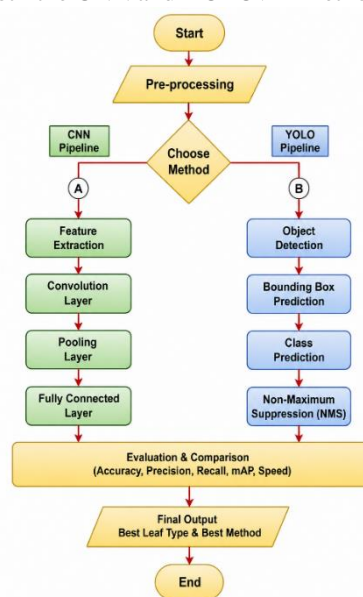 Start
Pre-processing
CNN
Pipeline
YOLO
Pipeline
Choose
Method
A
B
Feature
Extraction
Object
Detection
Convolution
Layer
Bounding Box
Prediction
Pooling
Layer
Class
Prediction
Fully Connected
Layer
Non-Maximum
Suppression (NMS)
Evaluation & Comparison
(Accuracy, Precision, Recall, mAP, Speed)
Final Output
Best Leaf Type & Best Method
End